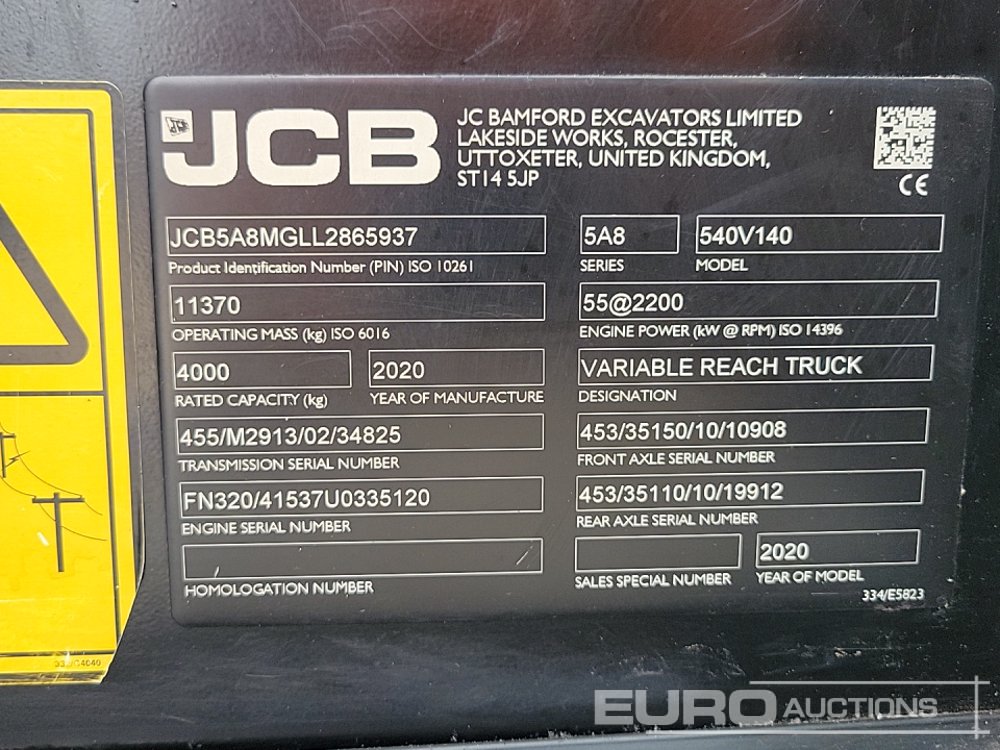 JCB
JC BAMFORD EXCAVATORS LIMITED
LAKESIDE WORKS, ROCESTER,
UTTOXETER, UNITED KINGDOM,
ST14 5JP
CE
JCB5A8MGLL2865937
Product Identification Number (PIN) ISO 10261
5A8
SERIES
540V140
MODEL
11370
OPERATING MASS (kg) ISO 6016
55@2200
ENGINE POWER (kW @ RPM) ISO 14396
4000
RATED CAPACITY (kg)
2020
YEAR OF MANUFACTURE
VARIABLE REACH TRUCK
DESIGNATION
455/M2913/02/34825
TRANSMISSION SERIAL NUMBER
453/35150/10/10908
FRONT AXLE SERIAL NUMBER
FN320/41537U0335120
ENGINE SERIAL NUMBER
453/35110/10/19912
REAR AXLE SERIAL NUMBER
HOMOLOGATION NUMBER
SALES SPECIAL NUMBER
2020
YEAR OF MODEL
334/E5823
EURO AUCTIONS